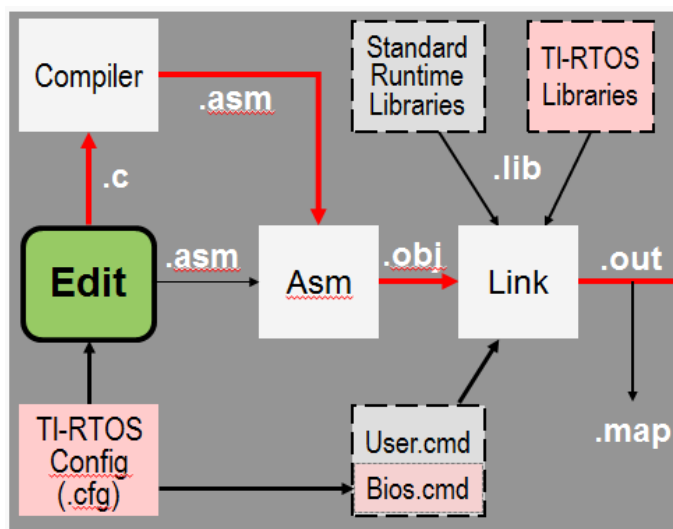 Compiler
Standard
Runtime
Libraries
TI-RTOS
Libraries
.asm
.c
.lib
Edit
.asm
Asm
.obj
Link
.out
TI-RTOS
Config
(.cfg)
User.cmd
Bios.cmd
.map